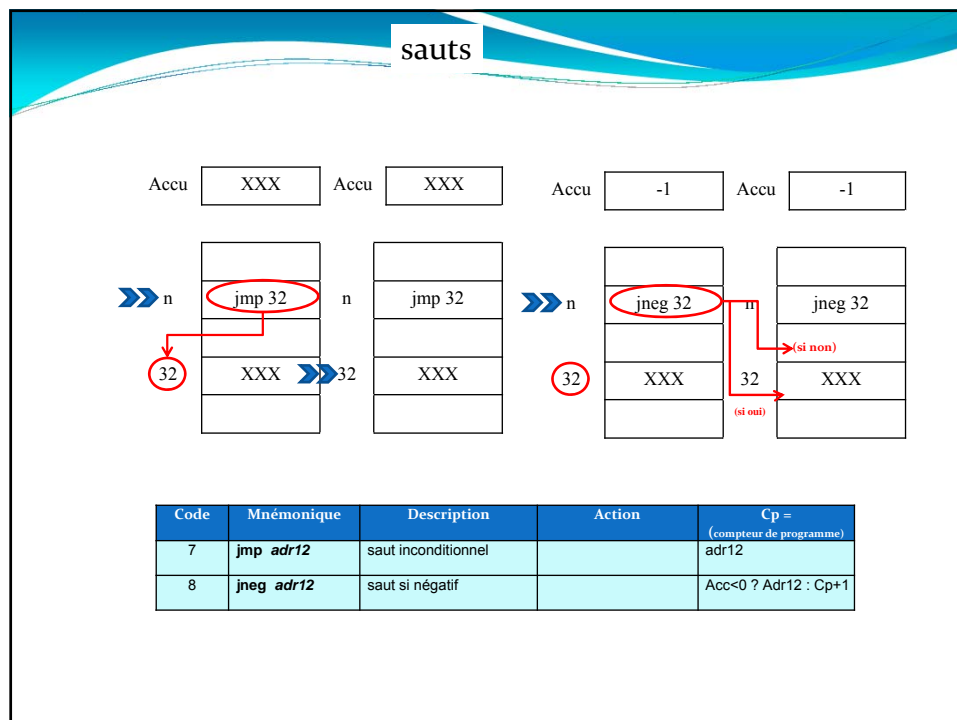 sauts
Accu XXX Accu XXX Accu -1 Accu -1
n jmp 32 n jmp 32 n jneg 32 n jneg 32
(si non)
32 XXX 32 XXX 32 XXX 32 XXX
(si oui)
Code Mnémonique Description Action Cp =
(compteur de programme)
7 jmp adr12 saut inconditionnel adr12
8 jneg adr12 saut si négatif Acc<0 ? Adr12 : Cp+1